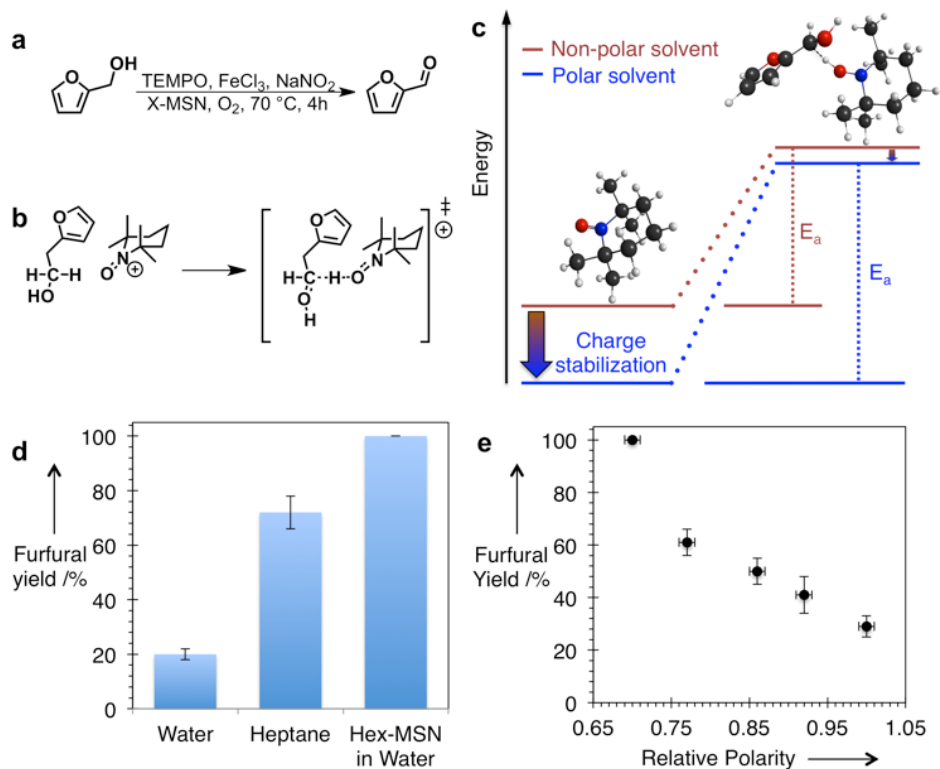 a
OH
O
TEMPO, FeCl3, NaNO2
X-MSN, O2, 70 °C, 4h
O
O
b
O
C-H
H
HO
O
N
+
O
C
H
H
O
H
O
N
‡
+
c
Non-polar solvent
Polar solvent
Energy
Ea
Ea
Charge
stabilization
d
100
80
60
40
20
0
Furfural
yield /%
Water
Heptane
Hex-MSN
in Water
e
100
80
60
40
20
0
Furfural
Yield /%
0.65
0.75
0.85
0.95
1.05
Relative Polarity